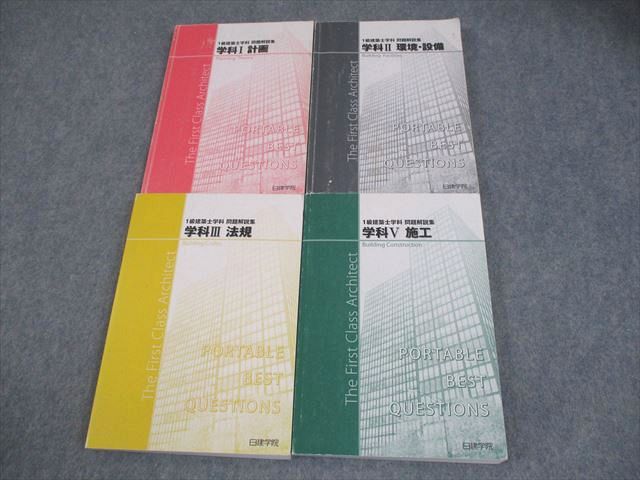 1級建築士学科 問題解説集
学科Ⅰ 計画
Planning Theory
The First Class Architect
PORTABLE
BEST
QUESTIONS
日建学院
1級建築士学科 問題解説集
学科Ⅱ 環境・設備
Building Facilities
The First Class Architect
PORTABLE
BEST
QUESTIONS
日建学院
1級建築士学科 問題解説集
学科Ⅲ 法規
Building Codes
The First Class Architect
PORTABLE
BEST
QUESTIONS
日建学院
1級建築士学科 問題解説集
学科Ⅴ 施工
Building Construction
The First Class Architect
PORTABLE
BEST
QUESTIONS
日建学院